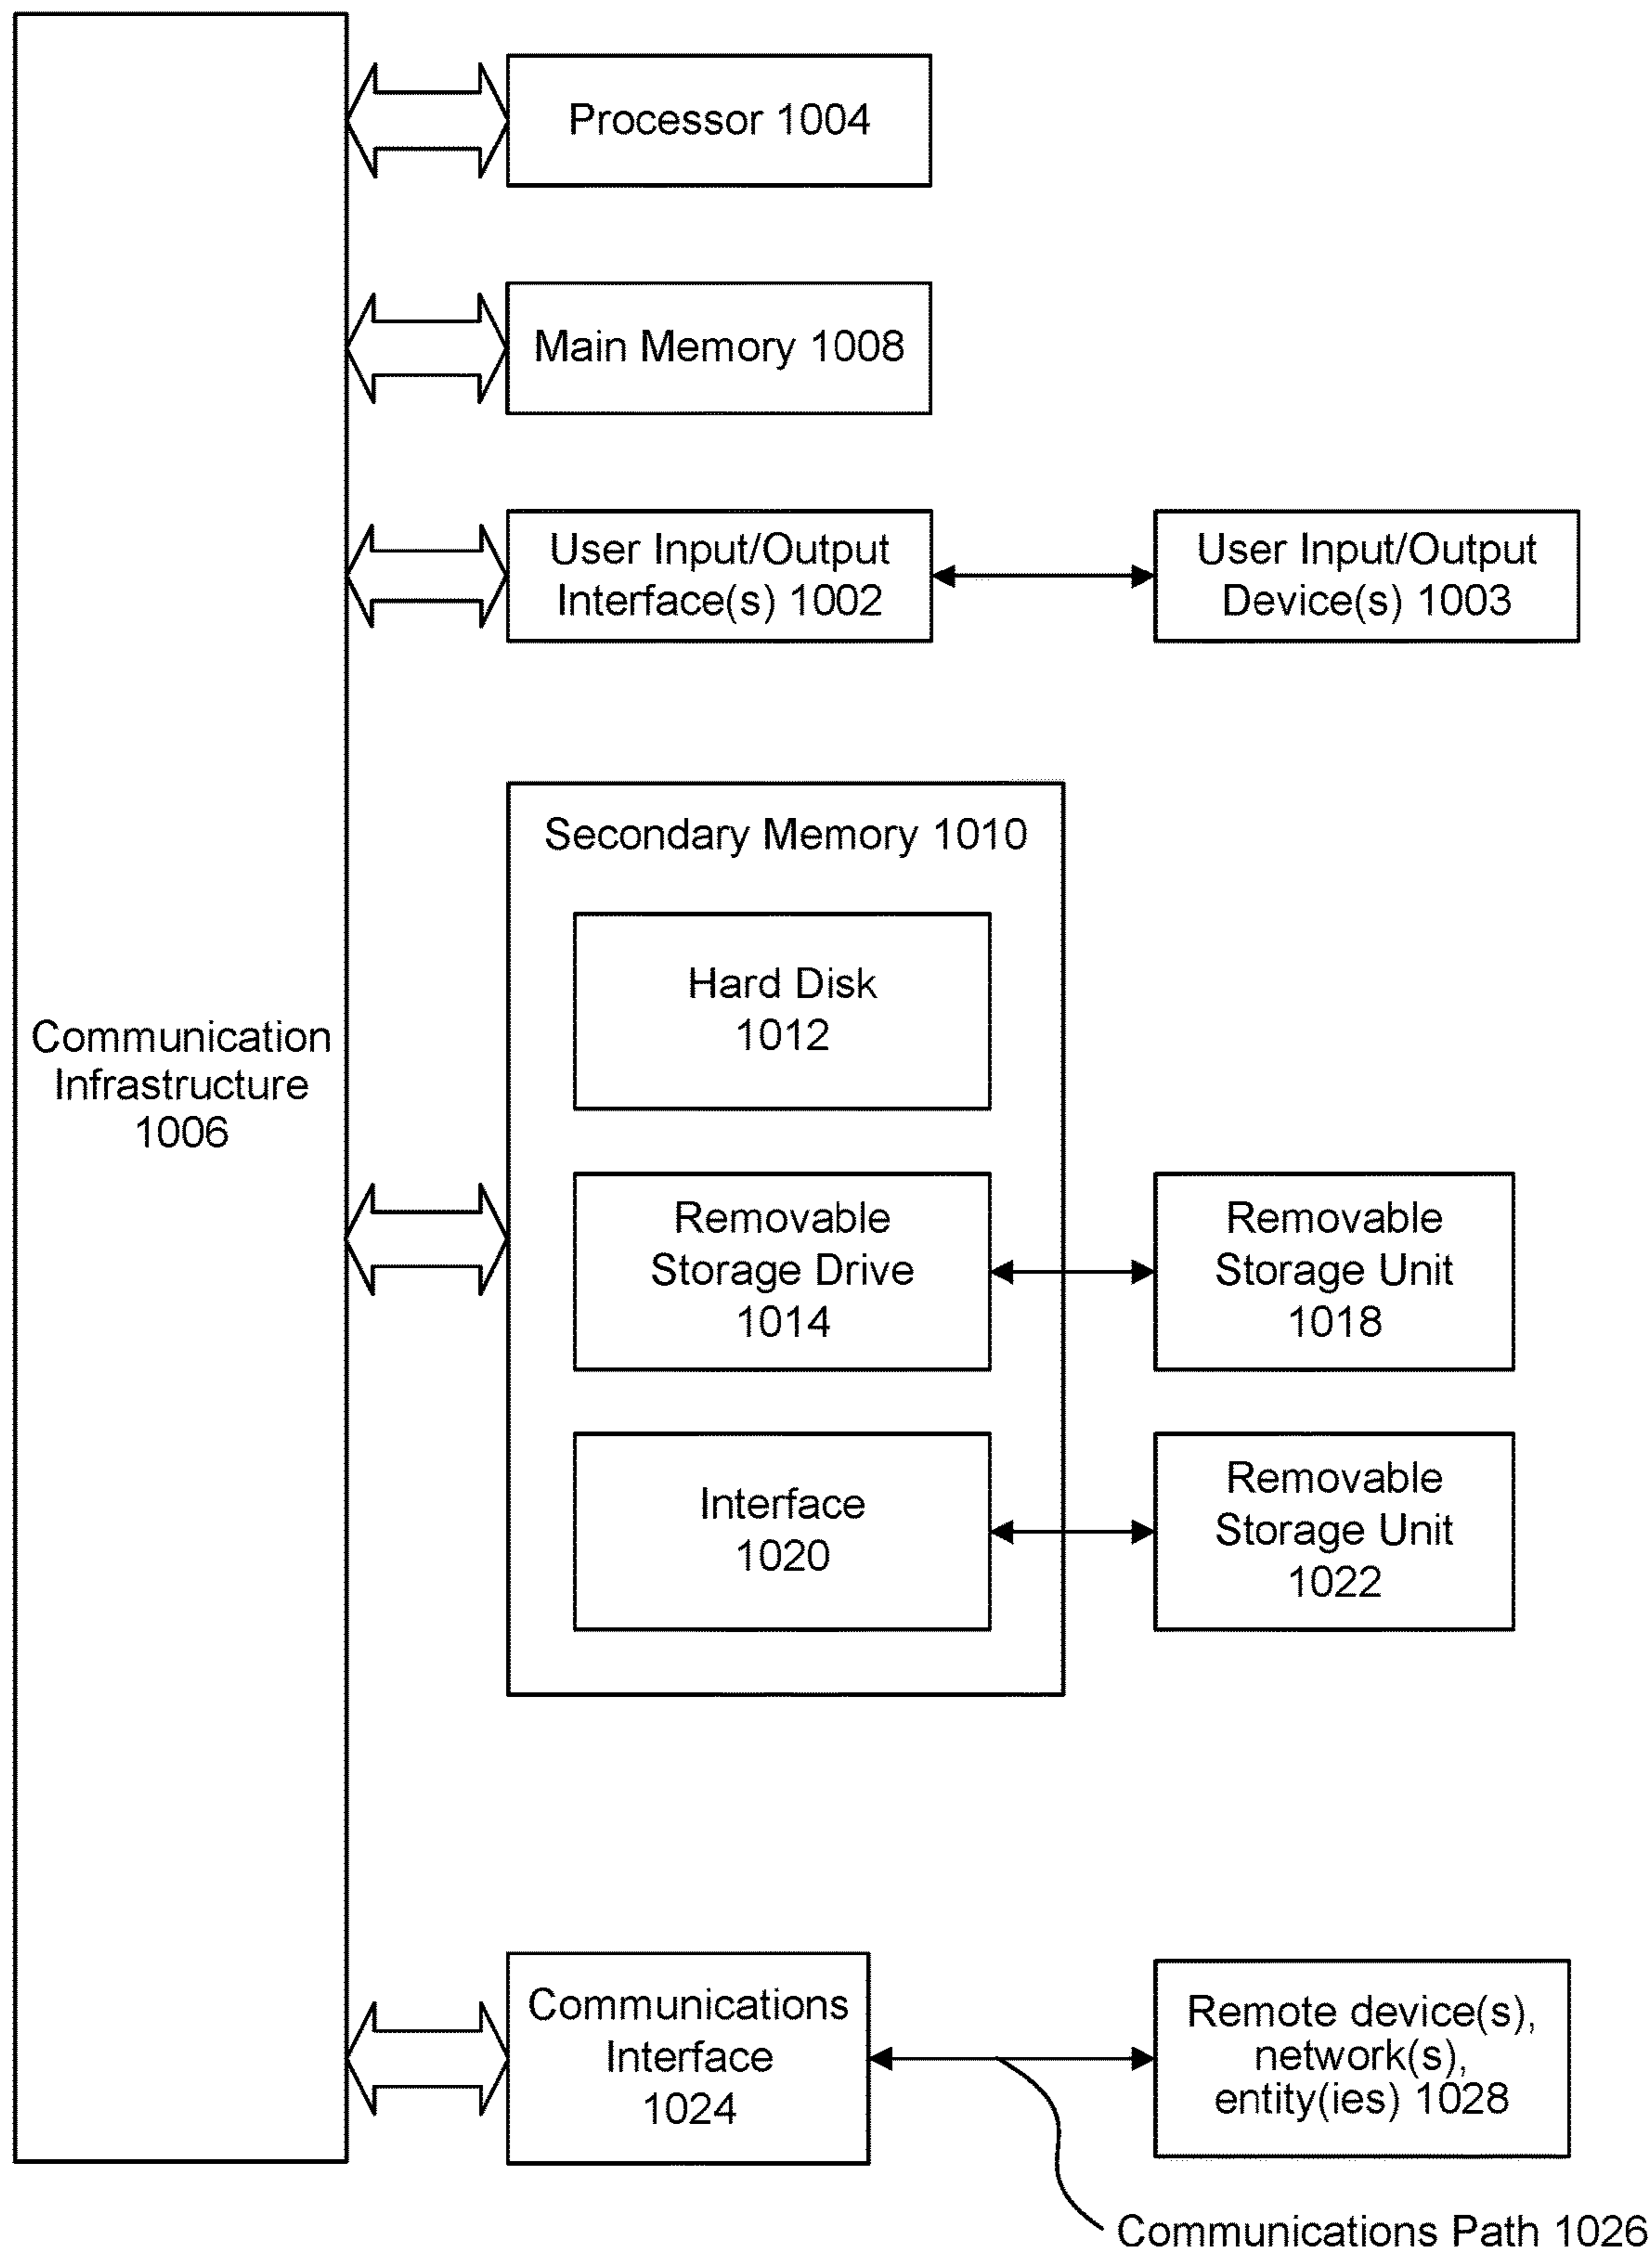 Processor 1004
Main Memory 1008
User Input/Output
Interface(s) 1002
User Input/Output
Device(s) 1003
Secondary Memory 1010
Hard Disk
1012
Communication
Infrastructure
1006
Removable
Storage Drive
1014
Removable
Storage Unit
1018
Interface
1020
Removable
Storage Unit
1022
Communications
Interface
1024
Remote device(s),
network(s),
entity(ies) 1028
Communications Path 1026